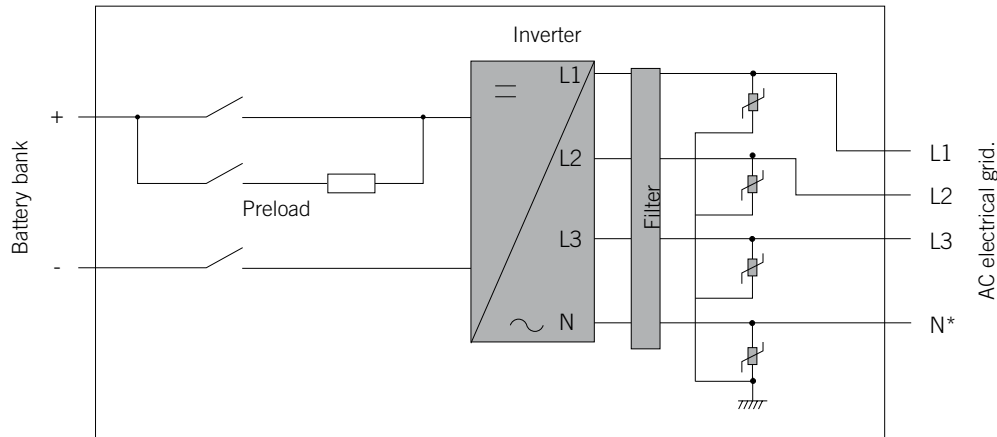 Inverter
L1
+
L2
L1
Battery bank
Preload
Filter
L2
AC electrical grid.
L3
L3
-
N
N*